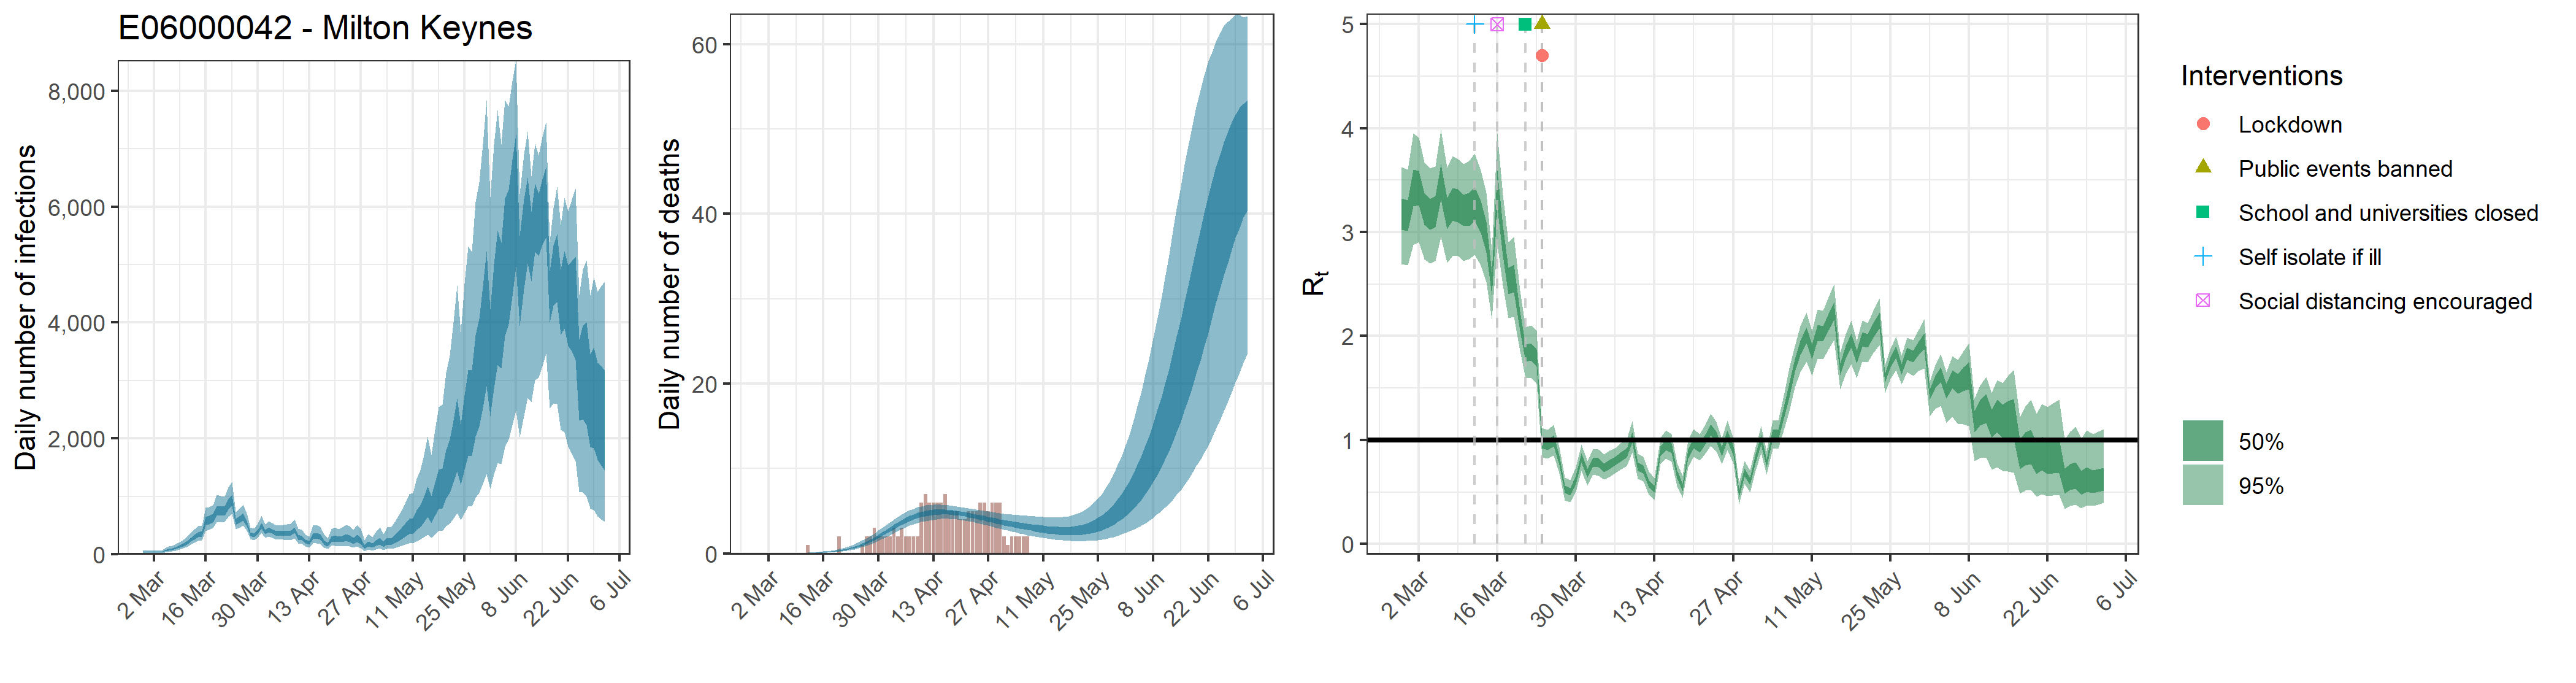 E06000042 - Milton Keynes
Daily number of infections
8,000
6,000
4,000
2,000
0
2 Mar
16 Mar
30 Mar
13 Apr
27 Apr
11 May
25 May
8 Jun
22 Jun
6 Jul
Daily number of deaths
60
40
20
0
2 Mar
16 Mar
30 Mar
13 Apr
27 Apr
11 May
25 May
8 Jun
22 Jun
6 Jul
Rt
5
4
3
2
1
0
2 Mar
16 Mar
30 Mar
13 Apr
27 Apr
11 May
25 May
8 Jun
22 Jun
6 Jul
Interventions
Lockdown
Public events banned
School and universities closed
Self isolate if ill
Social distancing encouraged
50%
95%